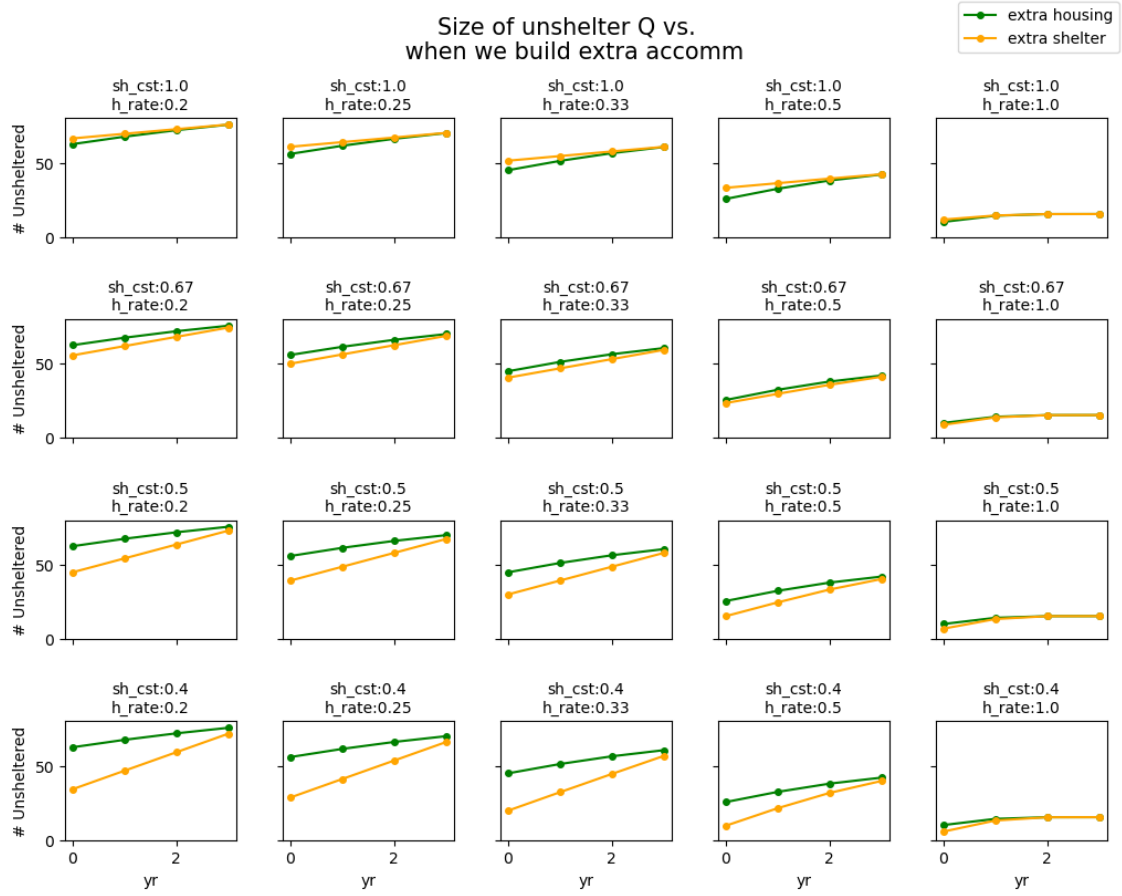 Size of unshelter Q vs.
when we build extra accomm
extra housing
extra shelter
sh_cst:1.0
h_rate:0.2
sh_cst:1.0
h_rate:0.25
sh_cst:1.0
h_rate:0.33
sh_cst:1.0
h_rate:0.5
sh_cst:1.0
h_rate:1.0
# Unsheltered
50
0
sh_cst:0.67
h_rate:0.2
sh_cst:0.67
h_rate:0.25
sh_cst:0.67
h_rate:0.33
sh_cst:0.67
h_rate:0.5
sh_cst:0.67
h_rate:1.0
# Unsheltered
50
0
sh_cst:0.5
h_rate:0.2
sh_cst:0.5
h_rate:0.25
sh_cst:0.5
h_rate:0.33
sh_cst:0.5
h_rate:0.5
sh_cst:0.5
h_rate:1.0
# Unsheltered
50
0
sh_cst:0.4
h_rate:0.2
sh_cst:0.4
h_rate:0.25
sh_cst:0.4
h_rate:0.33
sh_cst:0.4
h_rate:0.5
sh_cst:0.4
h_rate:1.0
# Unsheltered
50
0
0 2
yr
0 2
yr
0 2
yr
0 2
yr
0 2
yr